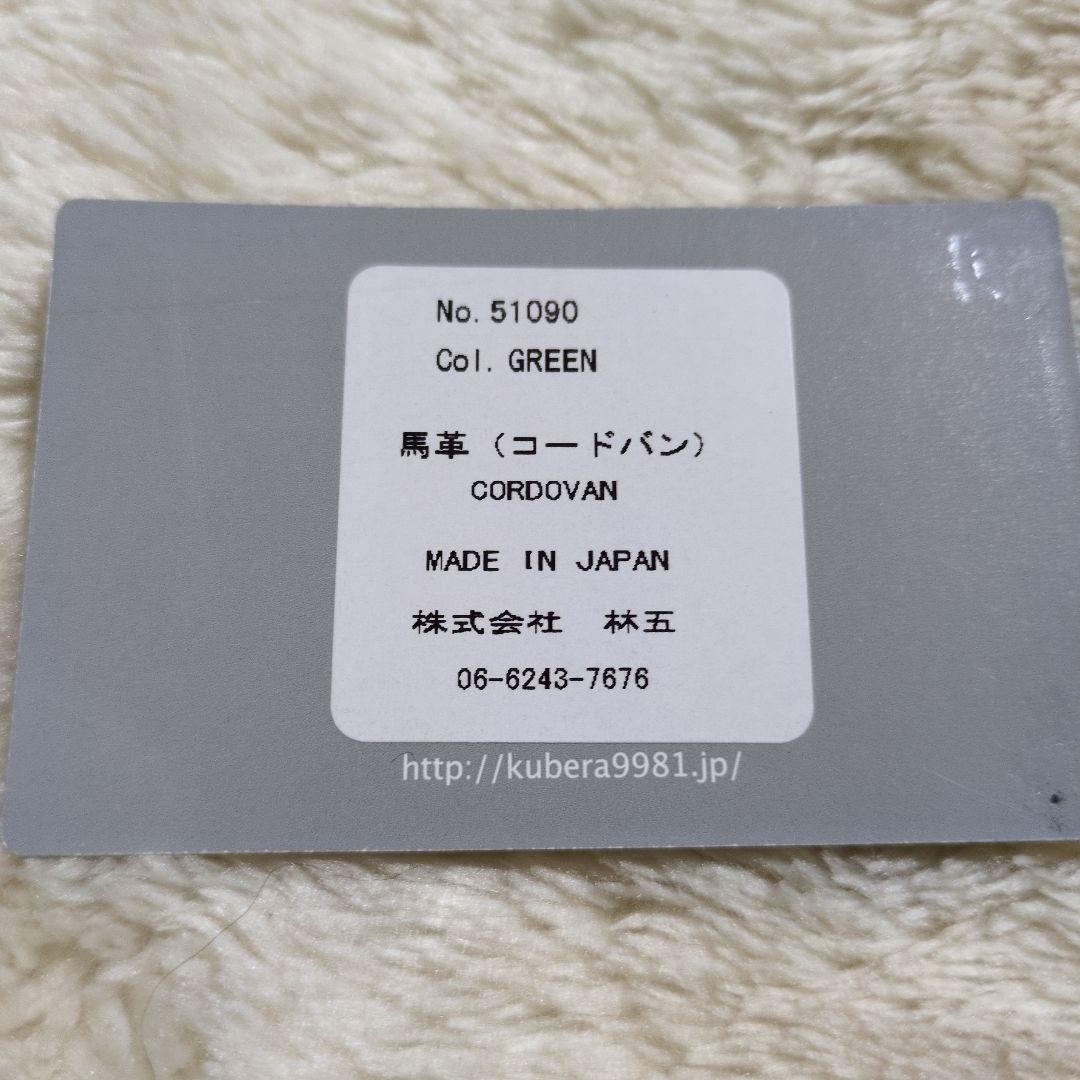 No. 51090
Col. GREEN
馬革（コードバン）
CORDOVAN
MADE IN JAPAN
株式会社　林五
06-6243-7676
http://kubera9981.jp/